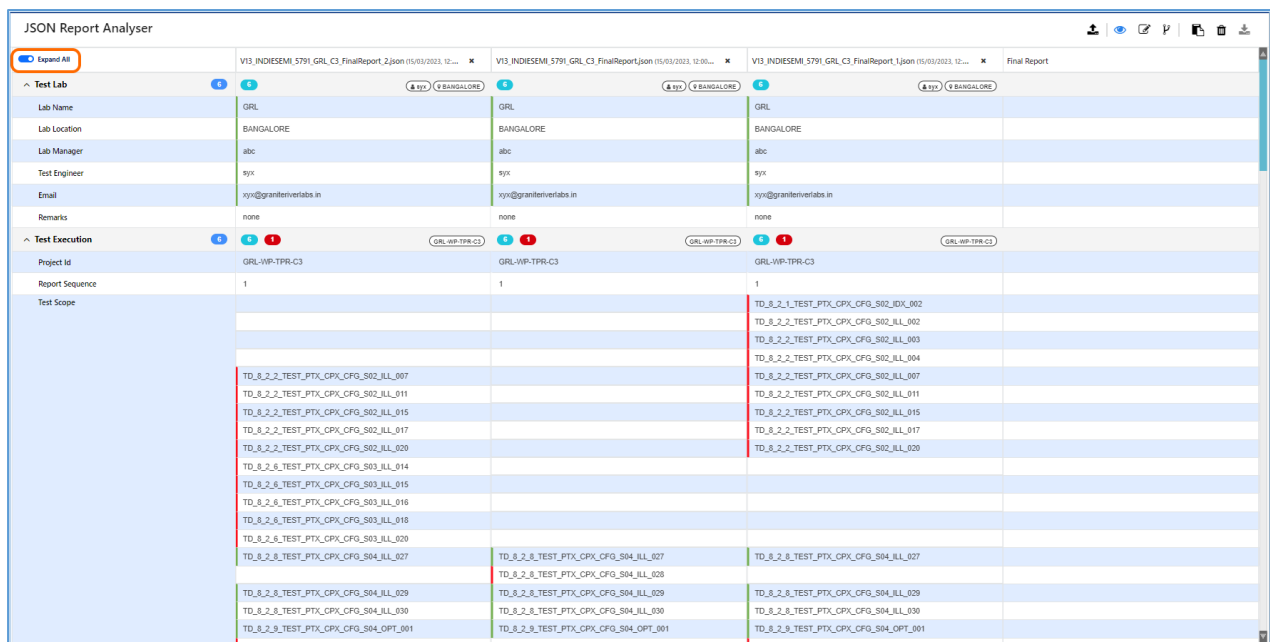 JSON Report Analyser
Expand All V13_INDIESEMI_5791_GRL_C3_FinalReport_2.json (15/03/2023, 12:... × V13_INDIESEMI_5791_GRL_C3_FinalReport.json (15/03/2023, 12:00... × V13_INDIESEMI_5791_GRL_C3_FinalReport_1.json (15/03/2023, 12:... × Final Report
Test Lab 6 6 syx BANGALORE 6 syx BANGALORE 6 syx BANGALORE
Lab Name GRL GRL GRL
Lab Location BANGALORE BANGALORE BANGALORE
Lab Manager abc abc abc
Test Engineer syx syx syx
Email xyx@graniteriverlabs.in xyx@graniteriverlabs.in xyx@graniteriverlabs.in
Remarks none none none
Test Execution 6 6 1 GRL-WP-TPR-C3 6 1 GRL-WP-TPR-C3 6 1 GRL-WP-TPR-C3
Project Id GRL-WP-TPR-C3 GRL-WP-TPR-C3 GRL-WP-TPR-C3
Report Sequence 1 1 1
Test Scope TD_8_2_1_TEST_PTX_CPX_CFG_S02_IDX_002
TD_8_2_2_TEST_PTX_CPX_CFG_S02_ILL_002
TD_8_2_2_TEST_PTX_CPX_CFG_S02_ILL_003
TD_8_2_2_TEST_PTX_CPX_CFG_S02_ILL_004
TD_8_2_2_TEST_PTX_CPX_CFG_S02_ILL_007 TD_8_2_2_TEST_PTX_CPX_CFG_S02_ILL_007
TD_8_2_2_TEST_PTX_CPX_CFG_S02_ILL_011 TD_8_2_2_TEST_PTX_CPX_CFG_S02_ILL_011
TD_8_2_2_TEST_PTX_CPX_CFG_S02_ILL_015 TD_8_2_2_TEST_PTX_CPX_CFG_S02_ILL_015
TD_8_2_2_TEST_PTX_CPX_CFG_S02_ILL_017 TD_8_2_2_TEST_PTX_CPX_CFG_S02_ILL_017
TD_8_2_2_TEST_PTX_CPX_CFG_S02_ILL_020 TD_8_2_2_TEST_PTX_CPX_CFG_S02_ILL_020
TD_8_2_6_TEST_PTX_CPX_CFG_S03_ILL_014
TD_8_2_6_TEST_PTX_CPX_CFG_S03_ILL_015
TD_8_2_6_TEST_PTX_CPX_CFG_S03_ILL_016
TD_8_2_6_TEST_PTX_CPX_CFG_S03_ILL_018
TD_8_2_6_TEST_PTX_CPX_CFG_S03_ILL_020
TD_8_2_8_TEST_PTX_CPX_CFG_S04_ILL_027 TD_8_2_8_TEST_PTX_CPX_CFG_S04_ILL_027 TD_8_2_8_TEST_PTX_CPX_CFG_S04_ILL_027
TD_8_2_8_TEST_PTX_CPX_CFG_S04_ILL_028
TD_8_2_8_TEST_PTX_CPX_CFG_S04_ILL_029 TD_8_2_8_TEST_PTX_CPX_CFG_S04_ILL_029 TD_8_2_8_TEST_PTX_CPX_CFG_S04_ILL_029
TD_8_2_8_TEST_PTX_CPX_CFG_S04_ILL_030 TD_8_2_8_TEST_PTX_CPX_CFG_S04_ILL_030 TD_8_2_8_TEST_PTX_CPX_CFG_S04_ILL_030
TD_8_2_9_TEST_PTX_CPX_CFG_S04_OPT_001 TD_8_2_9_TEST_PTX_CPX_CFG_S04_OPT_001 TD_8_2_9_TEST_PTX_CPX_CFG_S04_OPT_001